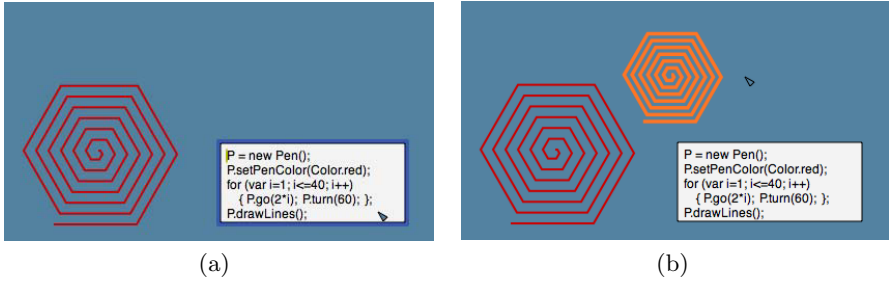 P = new Pen();
P.setPenColor(Color.red);
for (var i=1; i<=40; i++)
{ P.go(2*i); P.turn(60); };
P.drawLines();
(a)
P = new Pen();
P.setPenColor(Color.red);
for (var i=1; i<=40; i++)
{ P.go(2*i); P.turn(60); };
P.drawLines();
(b)